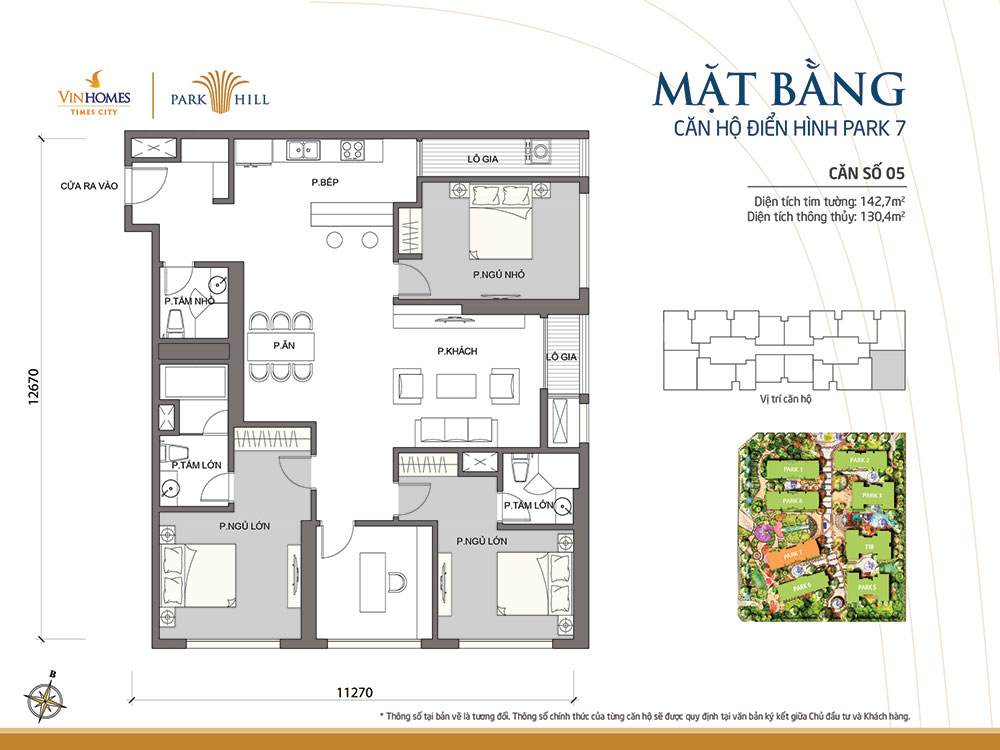 VINHOMES
TIMES CITY
PARK HILL
MẶT BẰNG
CĂN HỘ ĐIỂN HÌNH PARK 7
CĂN SỐ 05
Diện tích tim tường: 142,7m²
Diện tích thông thủy: 130,4m²
CỬA RA VÀO
P.BẾP
LÔ GIA
P.NGỦ NHỎ
P.TẮM NHỎ
P.ĂN
P.KHÁCH
LÔ GIA
P.TẮM LỚN
P.NGỦ LỚN
P.TẮM LỚN
P.NGỦ LỚN
12670
11270
Vị trí căn hộ
PARK 1
PARK 2
PARK 8
PARK 3
PARK 7
T18
PARK 6
PARK 5
B
* Thông số tại bản vẽ là tương đối. Thông số chính thức của từng căn hộ sẽ được quy định tại văn bản ký kết giữa Chủ đầu tư và Khách hàng.